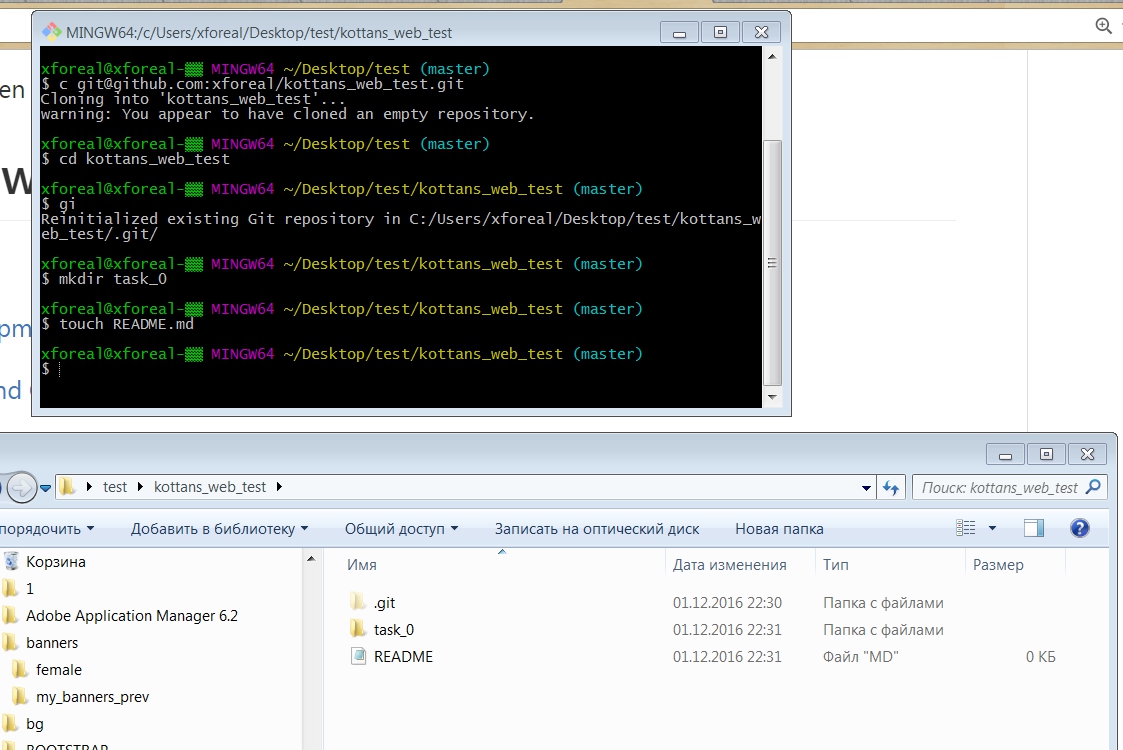 MINGW64:/c/Users/xforeal/Desktop/test/kottans_web_test
en
xforeal@xforeal-▒▒ MINGW64 ~/Desktop/test (master)
$ c git@github.com:xforeal/kottans_web_test.git
Cloning into 'kottans_web_test'...
warning: You appear to have cloned an empty repository.
xforeal@xforeal-▒▒ MINGW64 ~/Desktop/test (master)
$ cd kottans_web_test
w
xforeal@xforeal-▒▒ MINGW64 ~/Desktop/test/kottans_web_test (master)
$ gi
Reinitialized existing Git repository in C:/Users/xforeal/Desktop/test/kottans_w
eb_test/.git/
xforeal@xforeal-▒▒ MINGW64 ~/Desktop/test/kottans_web_test (master)
$ mkdir task_0
xforeal@xforeal-▒▒ MINGW64 ~/Desktop/test/kottans_web_test (master)
$ touch README.md
pm
xforeal@xforeal-▒▒ MINGW64 ~/Desktop/test/kottans_web_test (master)
$
nd
test kottans_web_test
Поиск: kottans_web_test
порядочить Добавить в библиотеку Общий доступ Записать на оптический диск Новая папка
Корзина
1
Adobe Application Manager 6.2
banners
female
my_banners_prev
bg
BOOTSTRAP
Имя Дата изменения Тип Размер
.git 01.12.2016 22:30 Папка с файлами
task_0 01.12.2016 22:31 Папка с файлами
README 01.12.2016 22:31 Файл "MD" 0 КБ